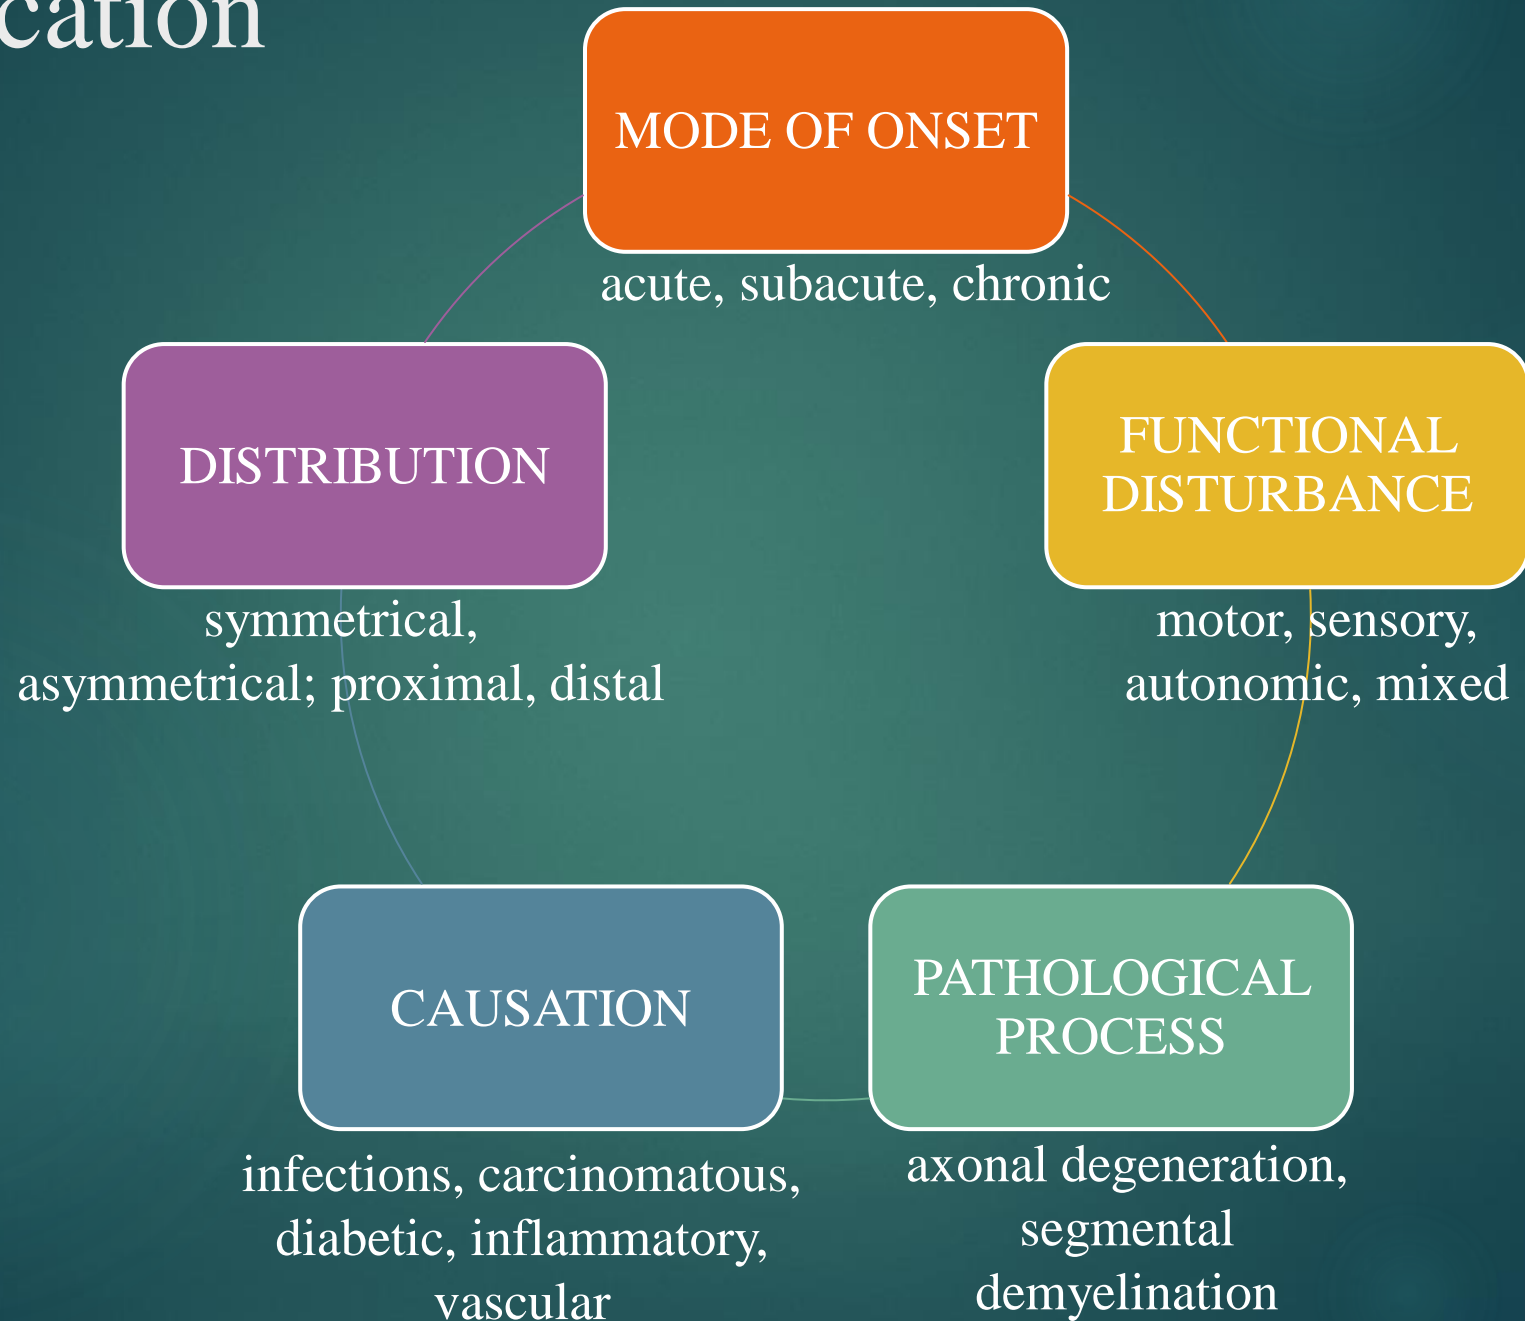 cation
MODE OF ONSET
acute, subacute, chronic
DISTRIBUTION
symmetrical,
asymmetrical; proximal, distal
FUNCTIONAL
DISTURBANCE
motor, sensory,
autonomic, mixed
CAUSATION
infections, carcinomatous,
diabetic, inflammatory,
vascular
PATHOLOGICAL
PROCESS
axonal degeneration,
segmental
demyelination